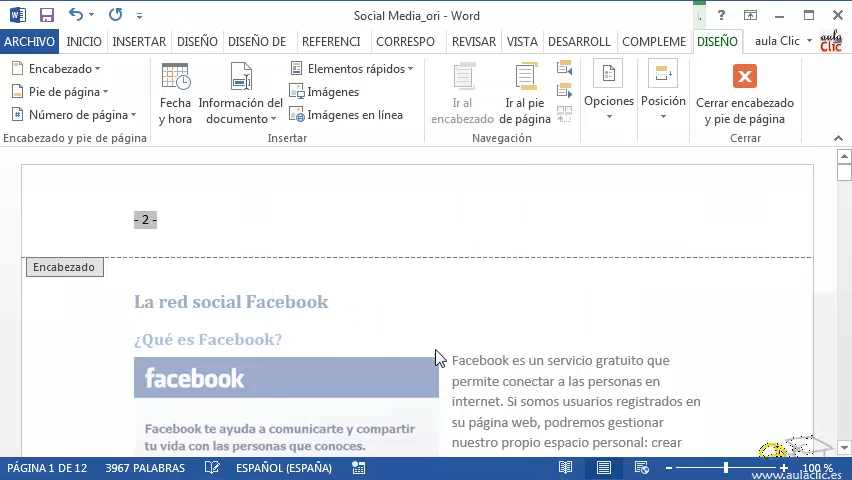 Social Media_ori - Word
ARCHIVO INICIO INSERTAR DISEÑO DISEÑO DE REFERENCI CORRESPO REVISAR VISTA DESARROLL COMPLEME DISEÑO aula Clic
aula
Clic
Encabezado
Pie de página
Número de página
Encabezado y pie de página
Fecha
y hora
Información del
documento
Elementos rápidos
Imágenes
Imágenes en línea
Insertar
Ir al
encabezado
Ir al pie
de página
Navegación
Opciones
Posición
Cerrar encabezado
y pie de página
Cerrar
- 2 -
Encabezado
La red social Facebook
¿Qué es Facebook?
facebook
Facebook te ayuda a comunicarte y compartir
tu vida con las personas que conoces.
Facebook es un servicio gratuito que
permite conectar a las personas en
internet. Si somos usuarios registrados en
su página web, podremos gestionar
nuestro propio espacio personal: crear
PÁGINA 1 DE 12 3967 PALABRAS ESPAÑOL (ESPAÑA) 100 %
www.aulaclic.es